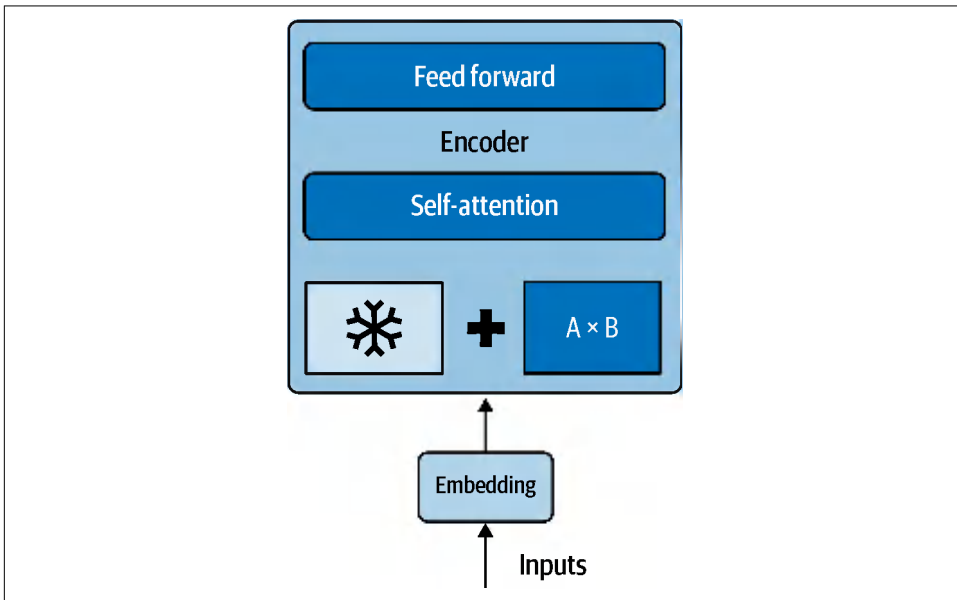 Feed forward
Encoder
Self-attention
A × B
Embedding
Inputs